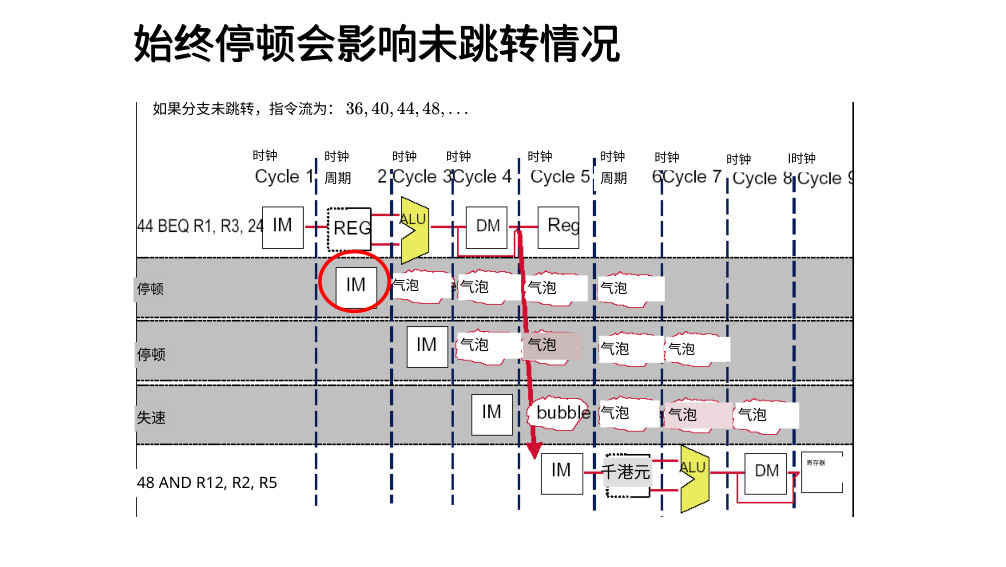 始终停顿会影响未跳转情况
如果分支未跳转，指令流为： 36, 40, 44, 48, . . .
时钟 时钟 时钟 时钟 时钟 时钟 时钟 时钟 时钟
Cycle 1 周期 2 Cycle 3 Cycle 4 Cycle 5 周期 6 Cycle 7 Cycle 8 Cycle 9
44 BEQ R1, R3, 24 IM REG ALU DM Reg
停顿 IM 气泡 气泡 气泡 气泡
停顿 IM 气泡 气泡 气泡 气泡
失速 IM bubble 气泡 气泡 气泡
48 AND R12, R2, R5 IM 千港元 ALU DM 寄存器